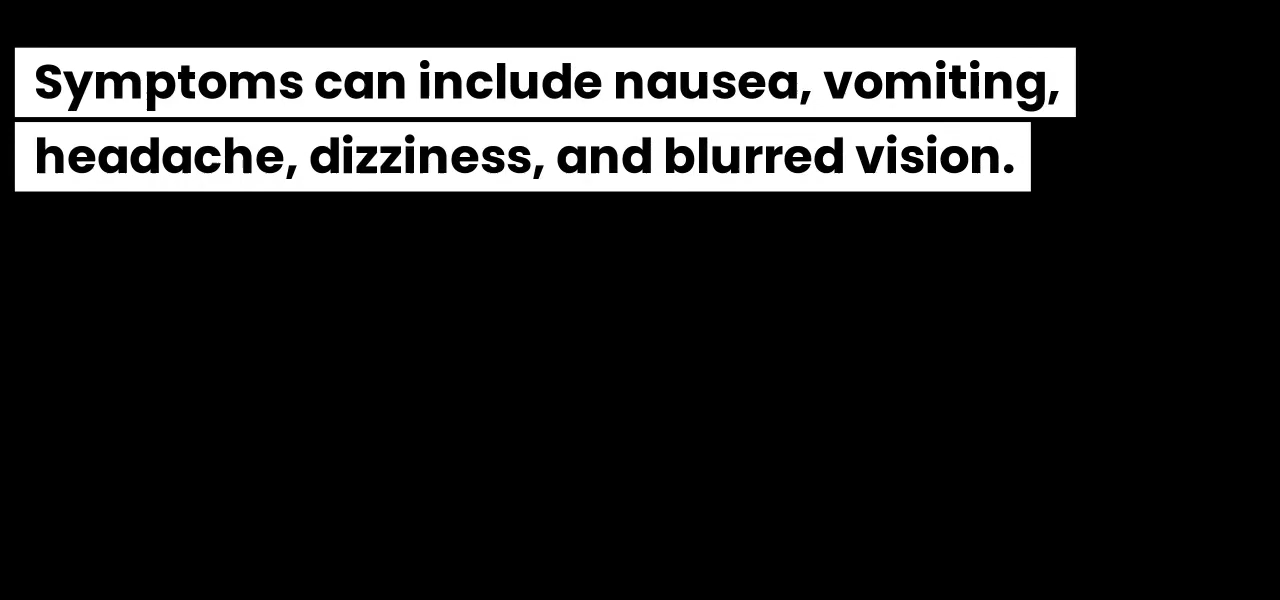 Symptoms can include nausea, vomiting,
headache, dizziness, and blurred vision.